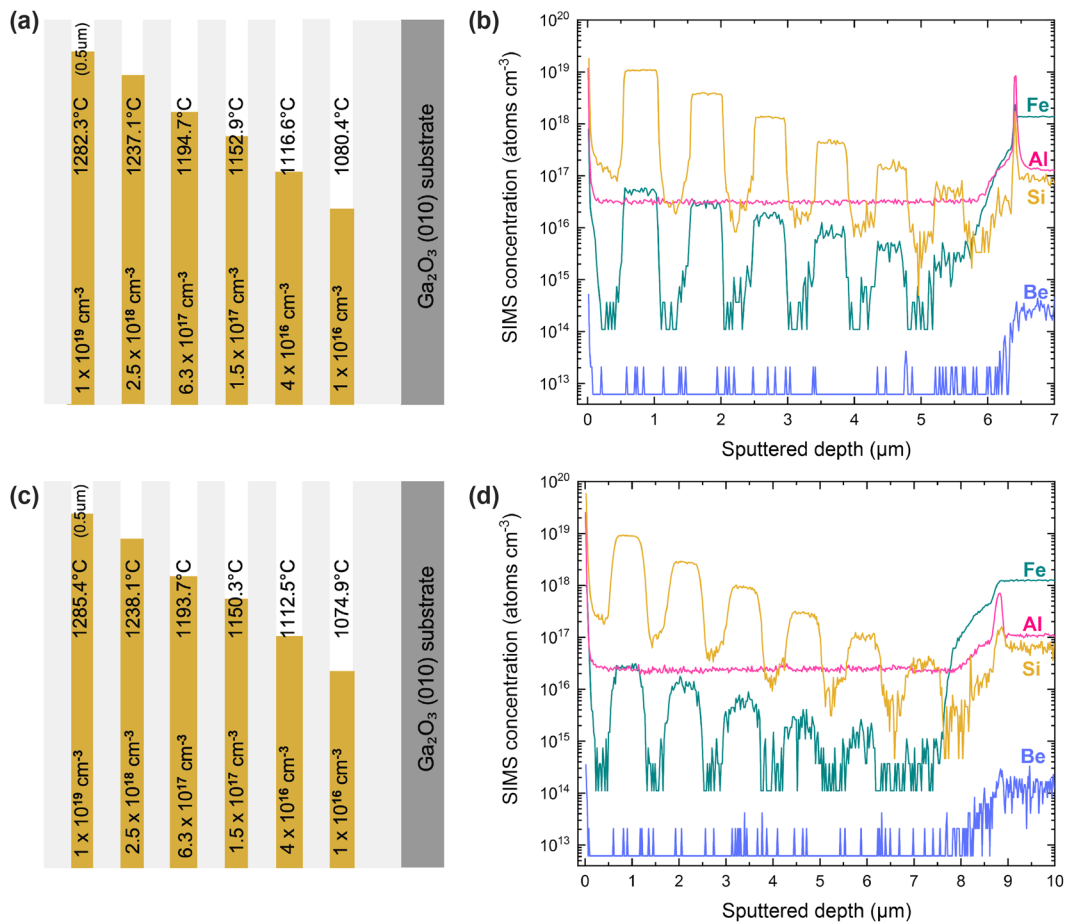 (a)
(0.5um)
1282.3°C
1 x 10¹⁹ cm⁻³
1237.1°C
2.5 x 10¹⁸ cm⁻³
1194.7°C
6.3 x 10¹⁷ cm⁻³
1152.9°C
1.5 x 10¹⁷ cm⁻³
1116.6°C
4 x 10¹⁶ cm⁻³
1080.4°C
1 x 10¹⁶ cm⁻³
Ga₂O₃ (010) substrate
(b)
SIMS concentration (atoms cm⁻³)
10²⁰
10¹⁹
10¹⁸
10¹⁷
10¹⁶
10¹⁵
10¹⁴
10¹³
Fe
Al
Si
Be
0 1 2 3 4 5 6 7
Sputtered depth (µm)
(c)
(0.5um)
1285.4°C
1 x 10¹⁹ cm⁻³
1238.1°C
2.5 x 10¹⁸ cm⁻³
1193.7°C
6.3 x 10¹⁷ cm⁻³
1150.3°C
1.5 x 10¹⁷ cm⁻³
1112.5°C
4 x 10¹⁶ cm⁻³
1074.9°C
1 x 10¹⁶ cm⁻³
Ga₂O₃ (010) substrate
(d)
SIMS concentration (atoms cm⁻³)
10²⁰
10¹⁹
10¹⁸
10¹⁷
10¹⁶
10¹⁵
10¹⁴
10¹³
Fe
Al
Si
Be
0 1 2 3 4 5 6 7 8 9 10
Sputtered depth (µm)